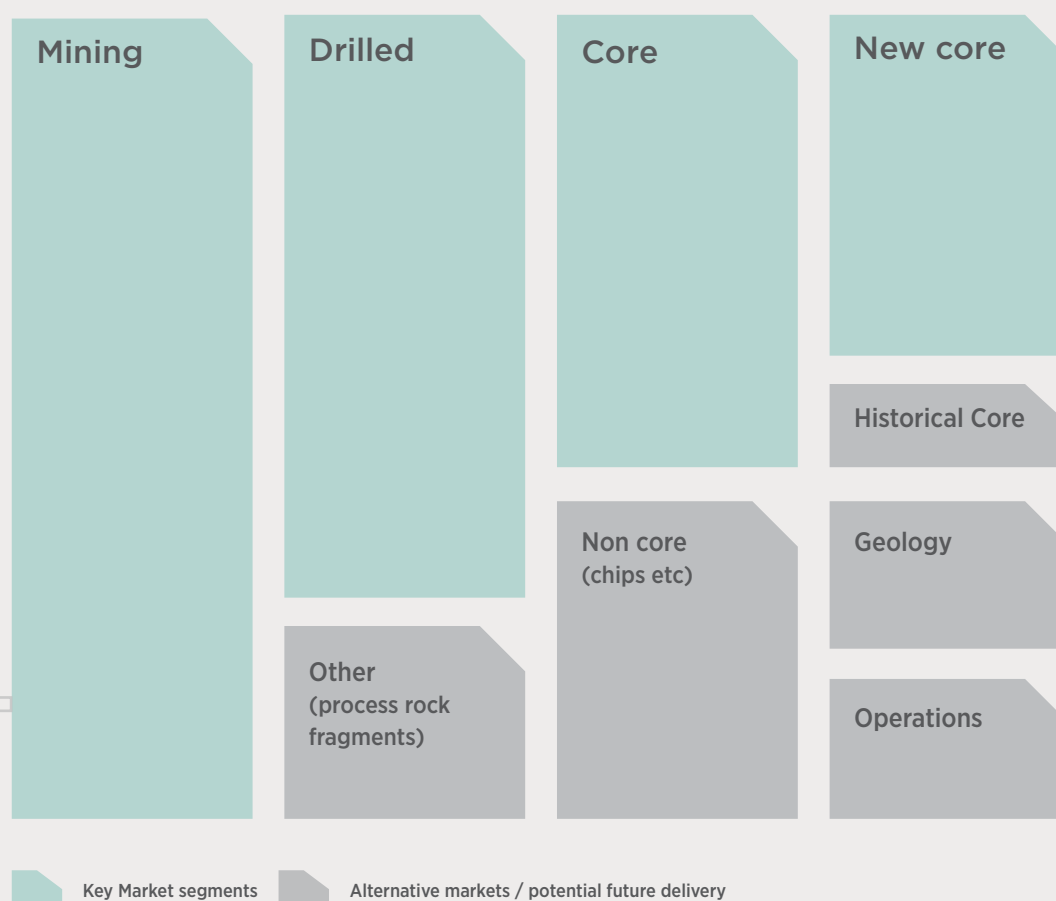 Mining
Drilled
Core
New core
Historical Core
Non core
(chips etc)
Geology
Other
(process rock
fragments)
Operations
Key Market segments
Alternative markets / potential future delivery